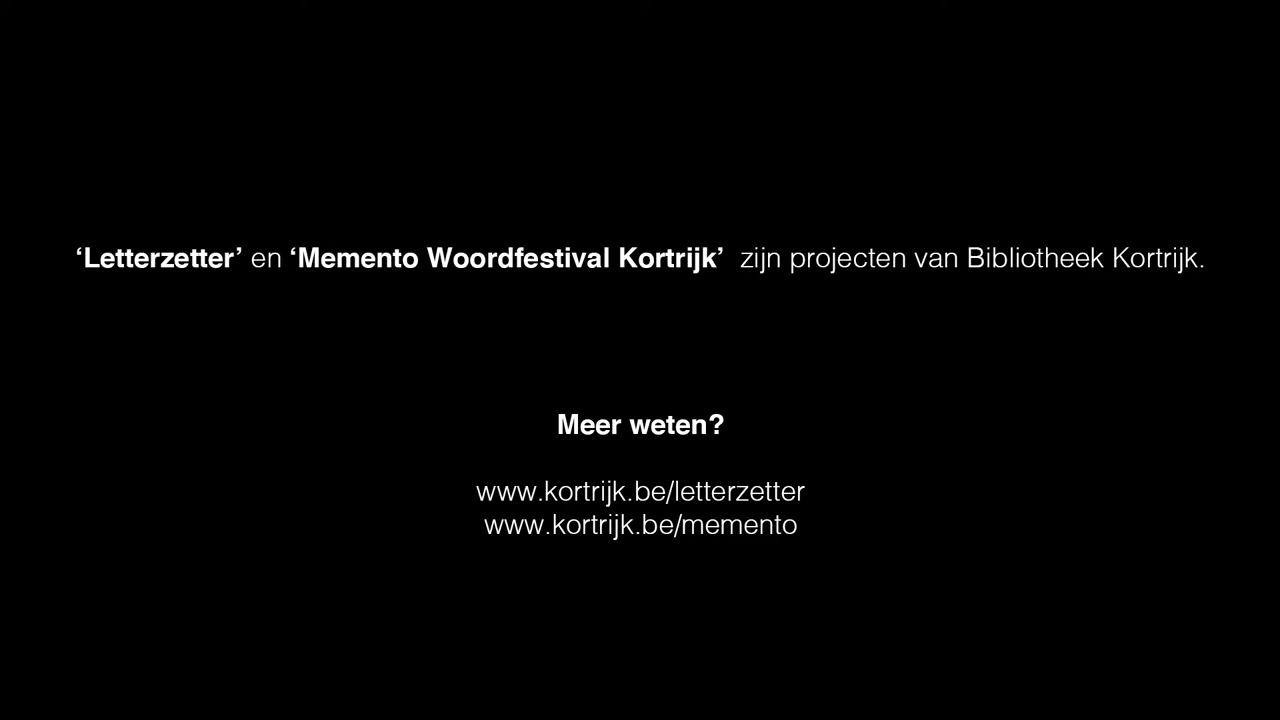 ‘Letterzetter’ en ‘Memento Woordfestival Kortrijk’ zijn projecten van Bibliotheek Kortrijk.
Meer weten?
www.kortrijk.be/letterzetter
www.kortrijk.be/memento